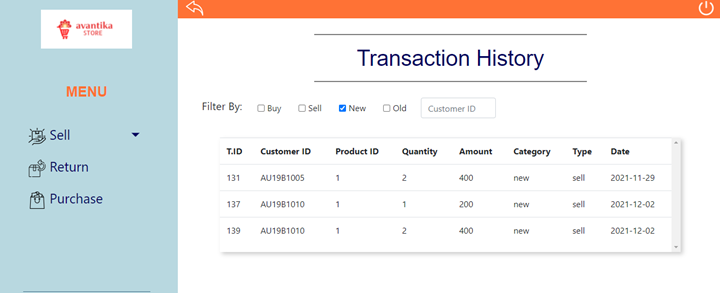 avantika
STORE
MENU
Sell
Return
Purchase
Transaction History
Filter By: Buy Sell New Old Customer ID
T.ID Customer ID Product ID Quantity Amount Category Type Date
131 AU19B1005 1 2 400 new sell 2021-11-29
137 AU19B1010 1 1 200 new sell 2021-12-02
139 AU19B1010 1 2 400 new sell 2021-12-02